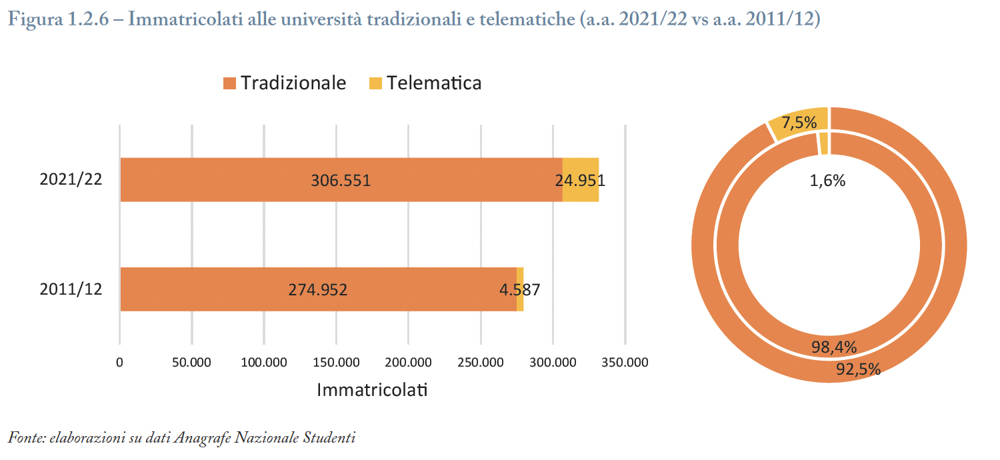 Figura 1.2.6 – Immatricolati alle università tradizionali e telematiche (a.a. 2021/22 vs a.a. 2011/12)
Tradizionale Telematica
2021/22 306.551 24.951
2011/12 274.952 4.587
0 50.000 100.000 150.000 200.000 250.000 300.000 350.000
Immatricolati
7,5%
1,6%
98,4%
92,5%
Fonte: elaborazioni su dati Anagrafe Nazionale Studenti